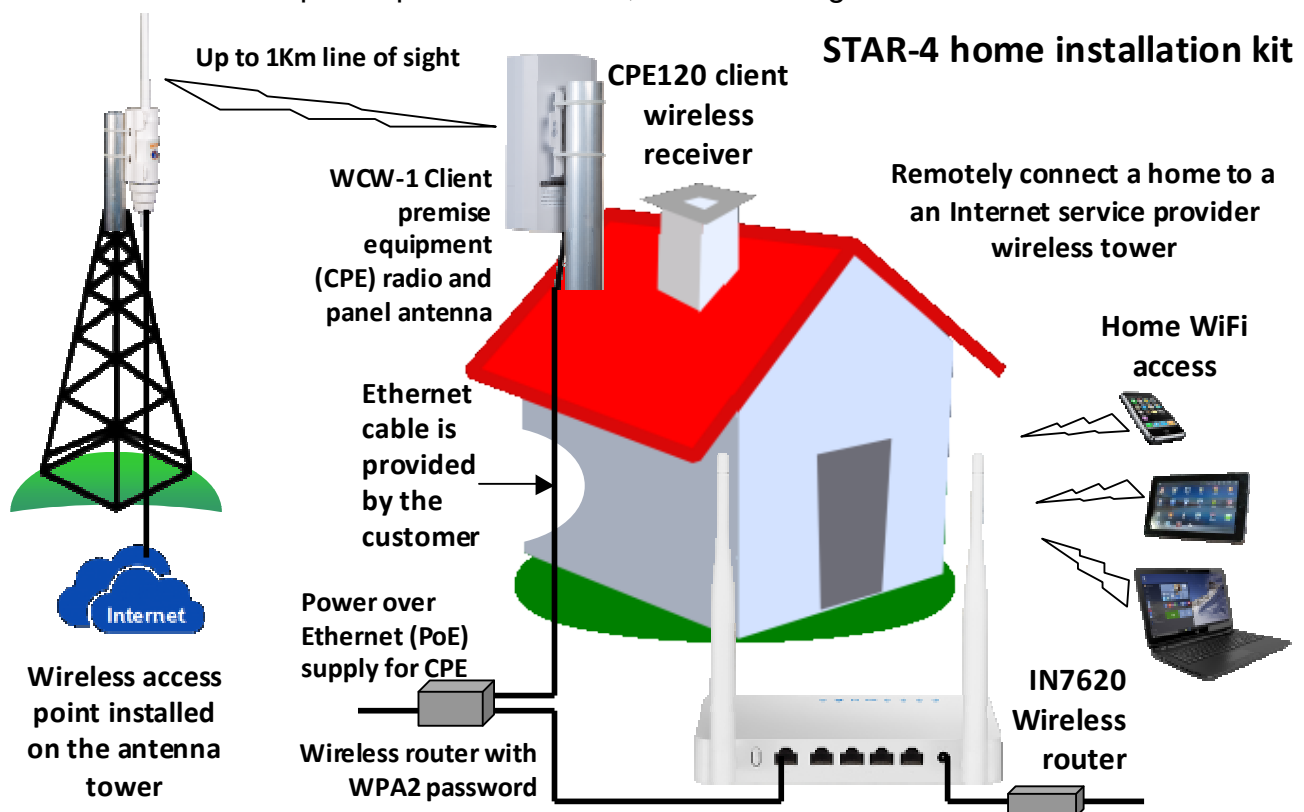 STAR-4 home installation kit
Up to 1Km line of sight
CPE120 client
wireless
receiver
WCW-1 Client
premise
equipment
(CPE) radio and
panel antenna
Remotely connect a home to a
an Internet service provider
wireless tower
Home WiFi
access
Ethernet
cable is
provided
by the
customer
Internet
Power over
Ethernet (PoE)
supply for CPE
Wireless access
point installed
on the antenna
tower
Wireless router with
WPA2 password
IN7620
Wireless
router